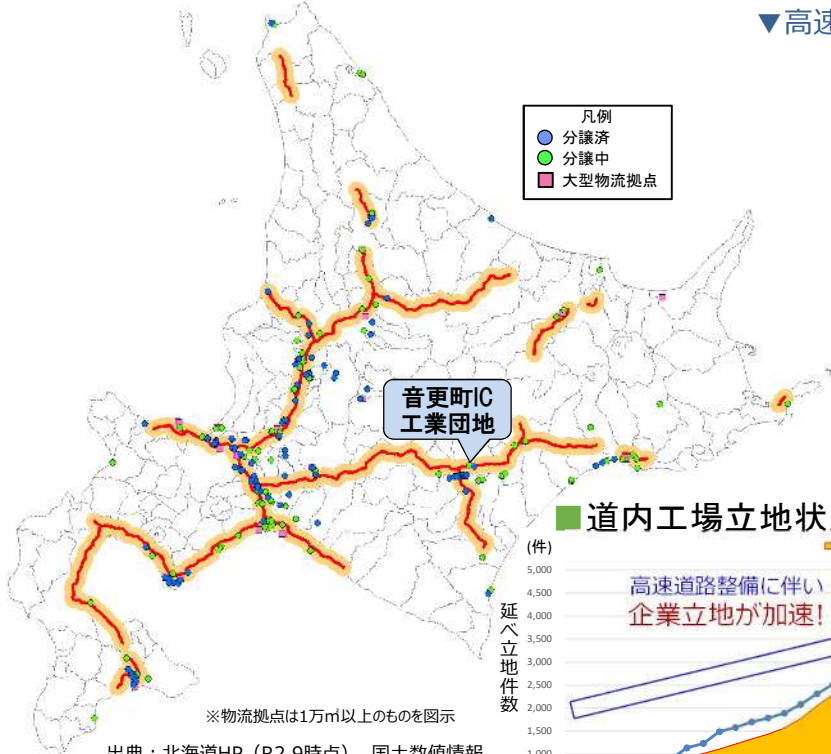 ▼高速
凡例
分譲済
分譲中
大型物流拠点
音更町IC
工業団地
■道内工場立地状
(件)
5,000
4,500
4,000
3,500
3,000
2,500
2,000
1,500
1,000
延べ立地件数
高速道路整備に伴い
企業立地が加速!
※物流拠点は1万㎡以上のものを図示
出典：北海道HP（R2.9時点）、国土数値情報